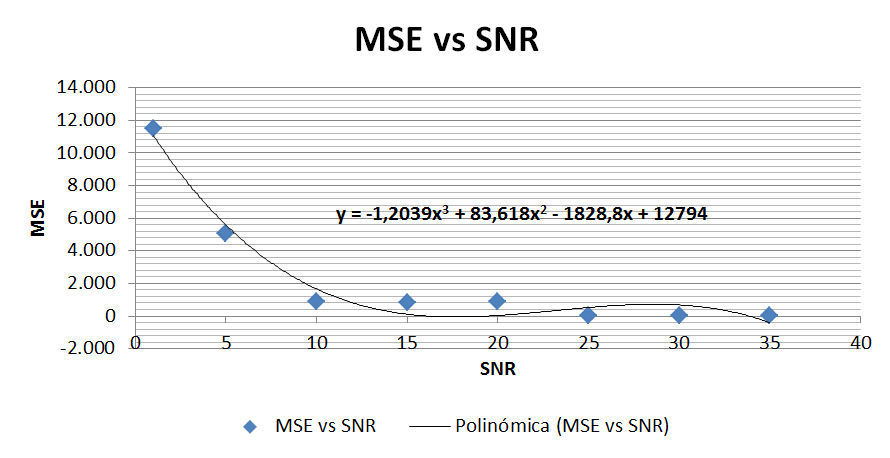 MSE vs SNR
14.000
12.000
10.000
8.000
6.000
4.000
2.000
0
-2.000
MSE
y = -1,2039x³ + 83,618x² - 1828,8x + 12794
0 5 10 15 20 25 30 35 40
SNR
MSE vs SNR Polinómica (MSE vs SNR)